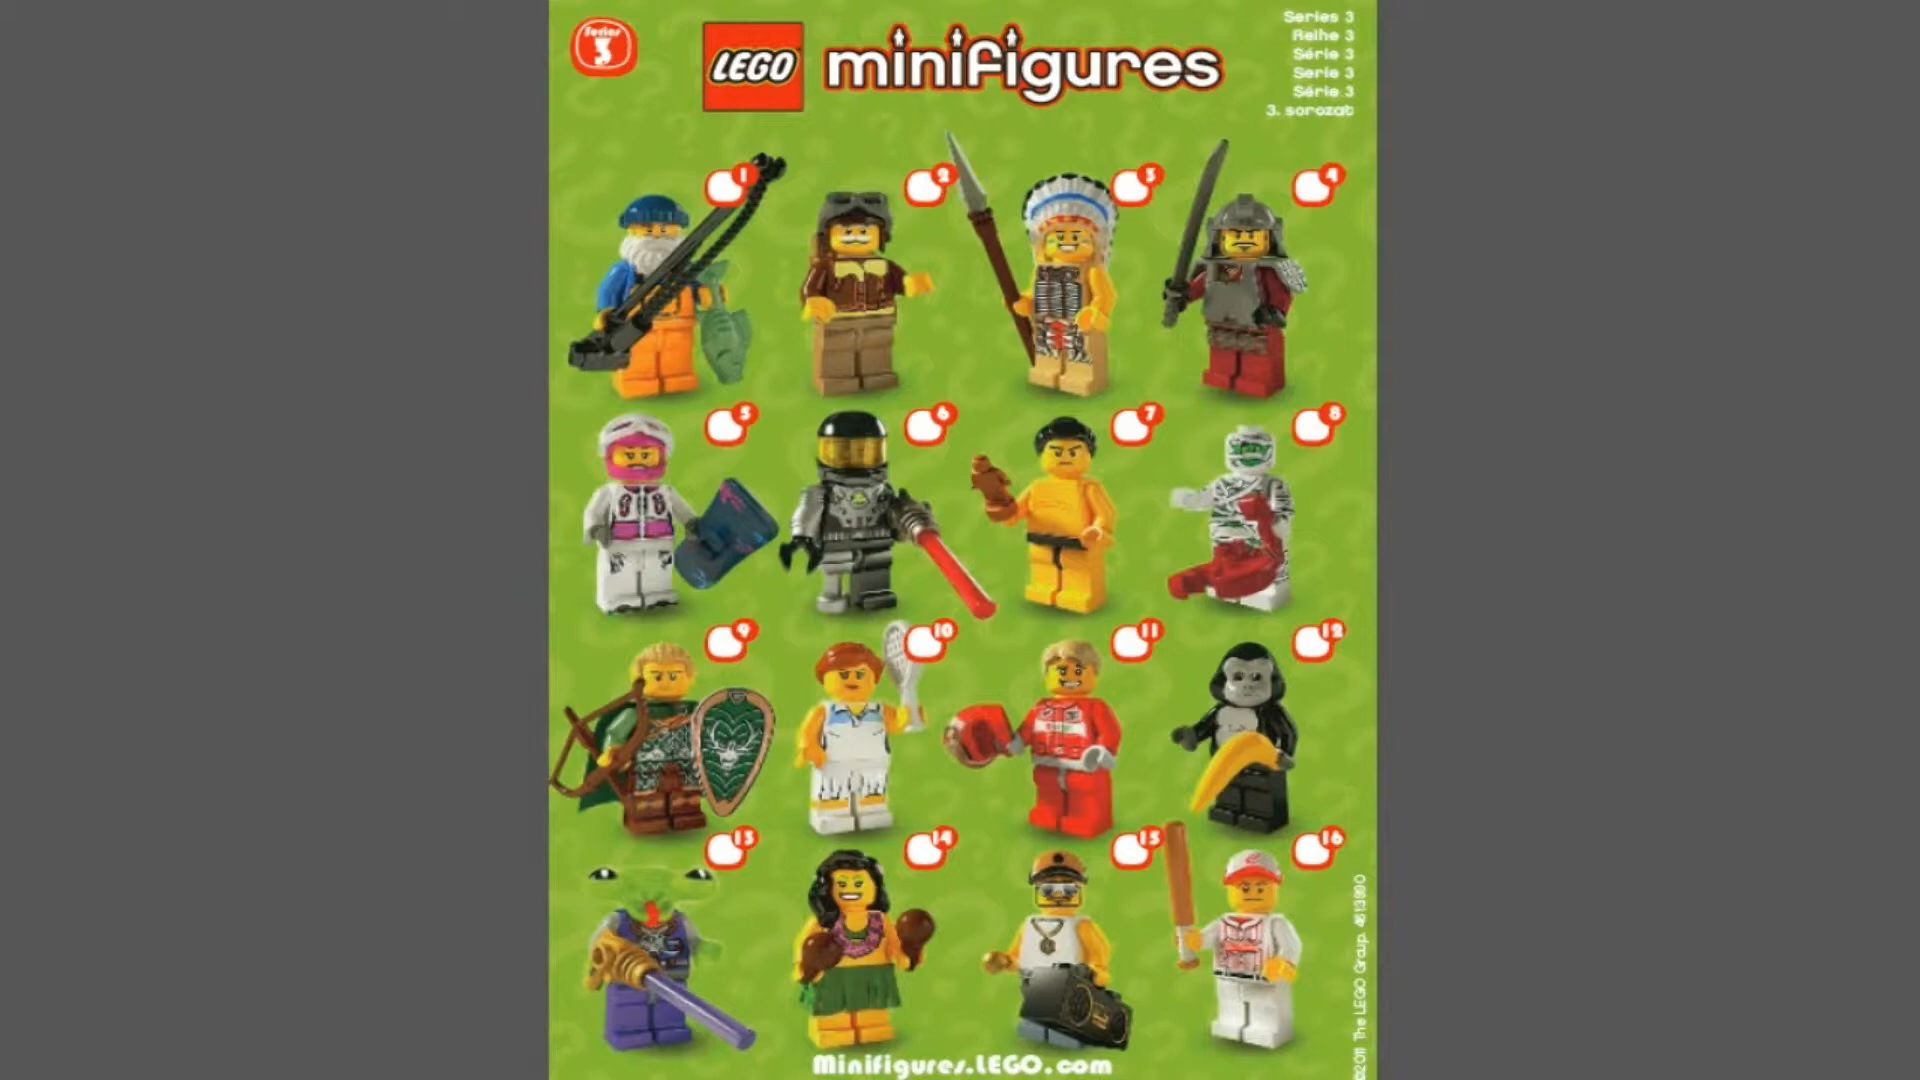 Series
3
LEGO
minifigures
Series 3
Reihe 3
Série 3
Serie 3
Série 3
3. sorozat
1
2
3
4
5
6
7
8
9
10
11
12
13
14
15
16
Minifigures.LEGO.com
©2011 The LEGO Group. 4613990